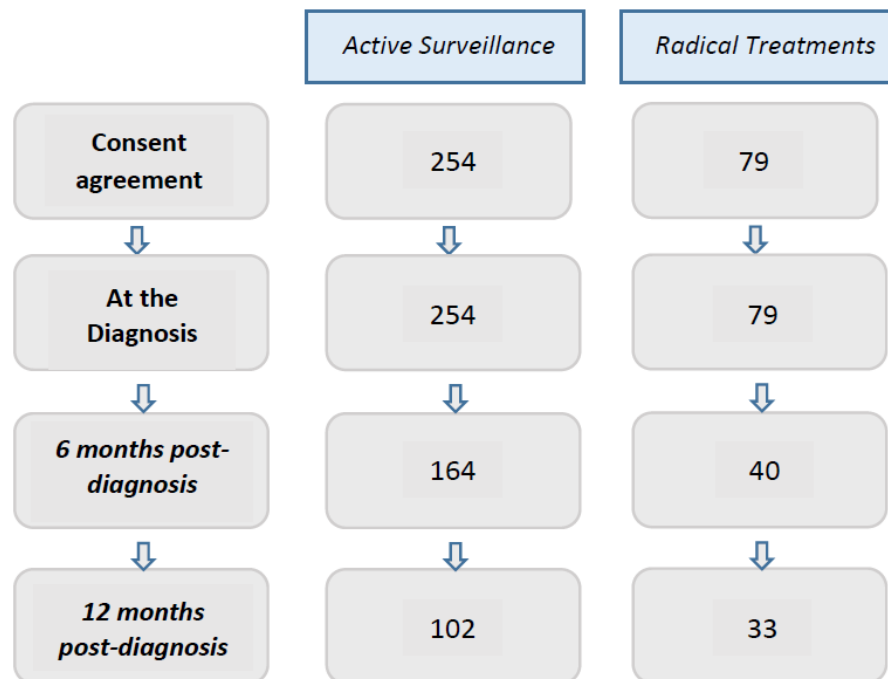 Active Surveillance
Radical Treatments
Consent
agreement
254
79
At the
Diagnosis
254
79
6 months post-
diagnosis
164
40
12 months
post-diagnosis
102
33